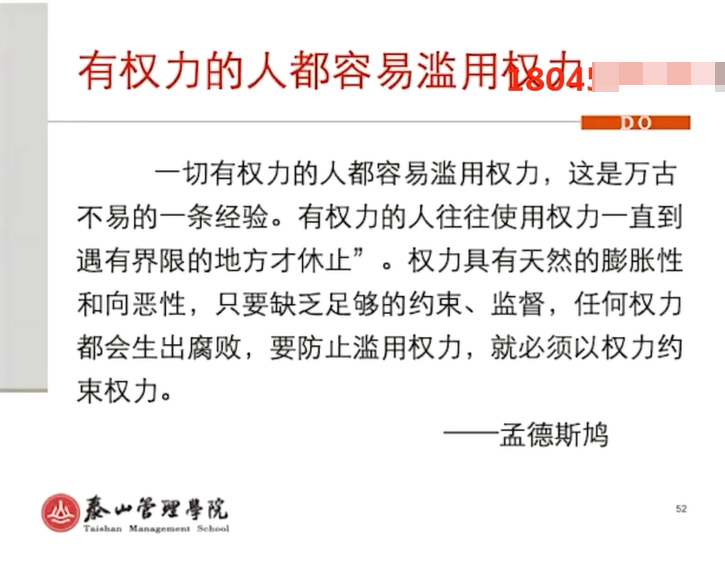 有权力的人都容易滥用权力
18045
DO
一切有权力的人都容易滥用权力，这是万古
不易的一条经验。有权力的人往往使用权力一直到
遇有界限的地方才休止”。权力具有天然的膨胀性
和向恶性，只要缺乏足够的约束、监督，任何权力
都会生出腐败，要防止滥用权力，就必须以权力约
束权力。
——孟德斯鸠
泰山管理學院
Taishan Management School
52